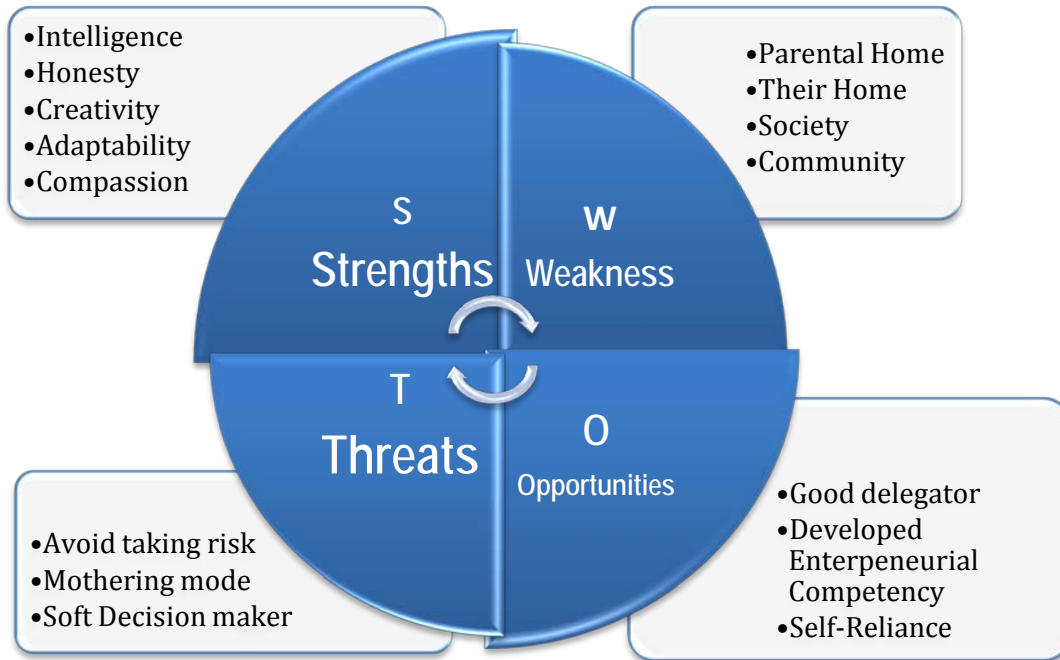 •Intelligence
•Honesty
•Creativity
•Adaptability
•Compassion
•Parental Home
•Their Home
•Society
•Community
S
Strengths
W
Weakness
T
Threats
O
Opportunities
•Avoid taking risk
•Mothering mode
•Soft Decision maker
•Good delegator
•Developed
Enterpeneurial
Competency
•Self-Reliance